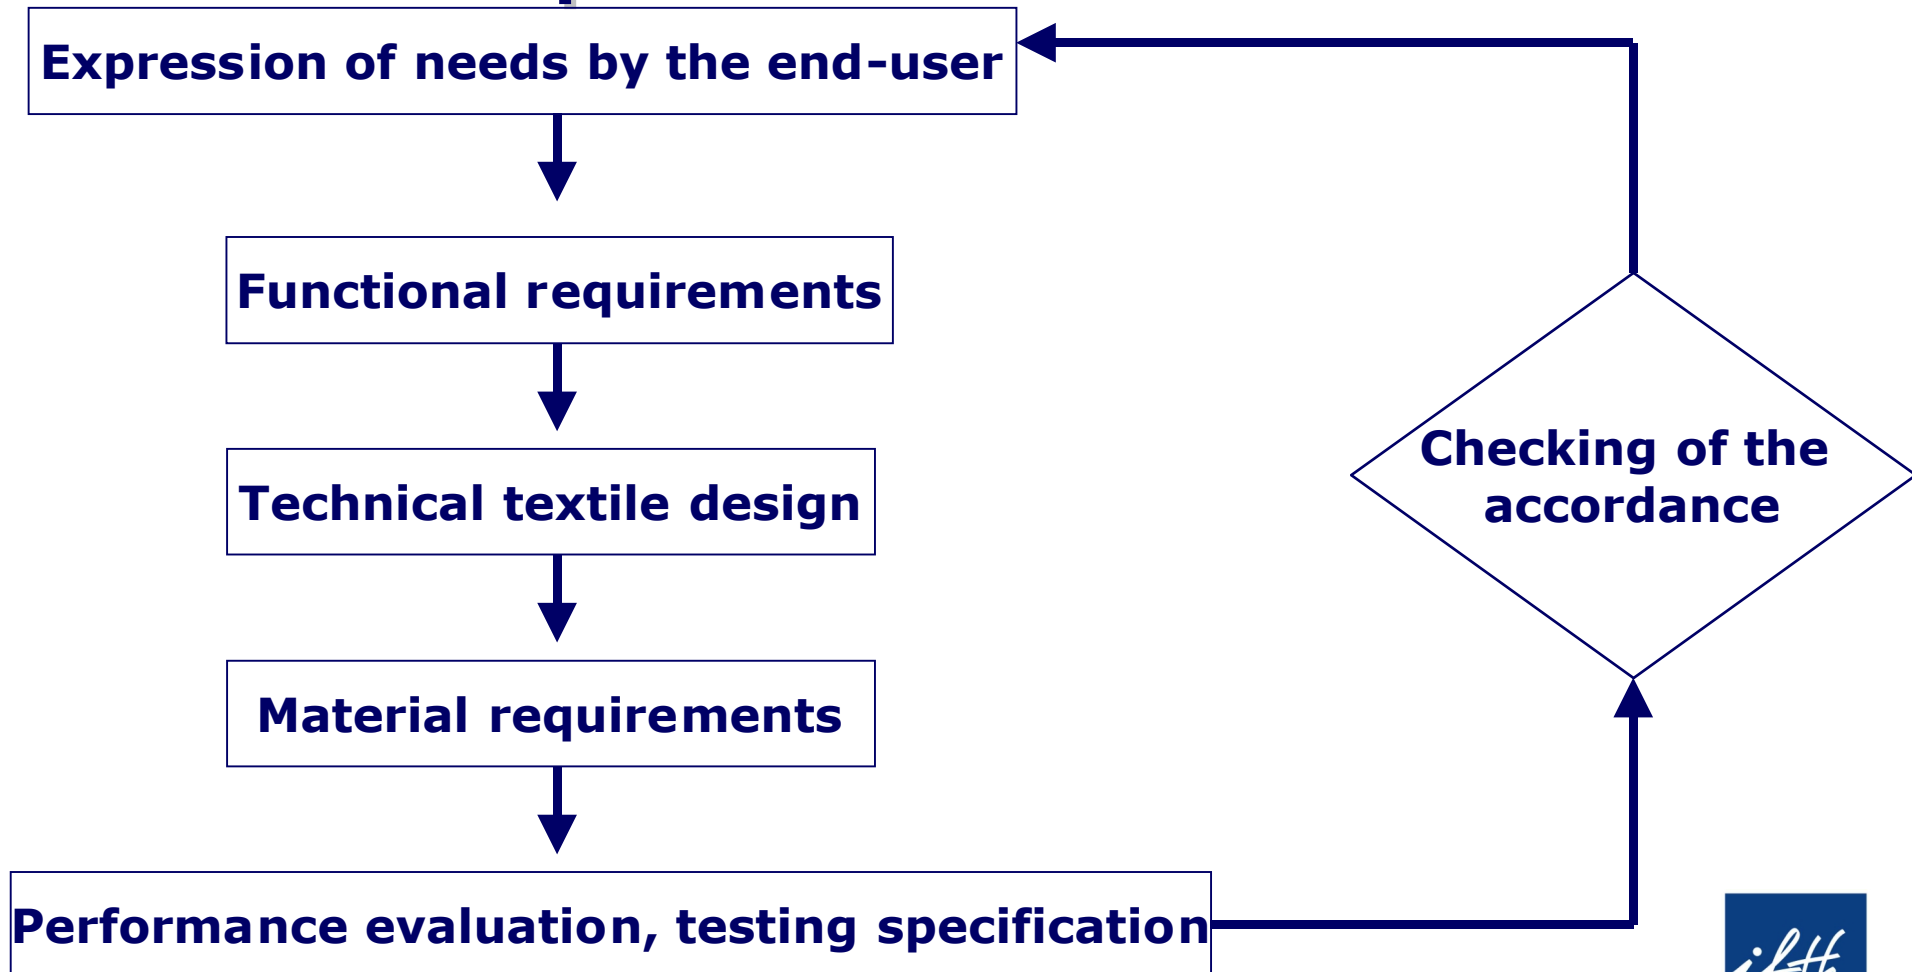 Expression of needs by the end-user
Functional requirements
Technical textile design
Material requirements
Performance evaluation, testing specification
Checking of the
accordance